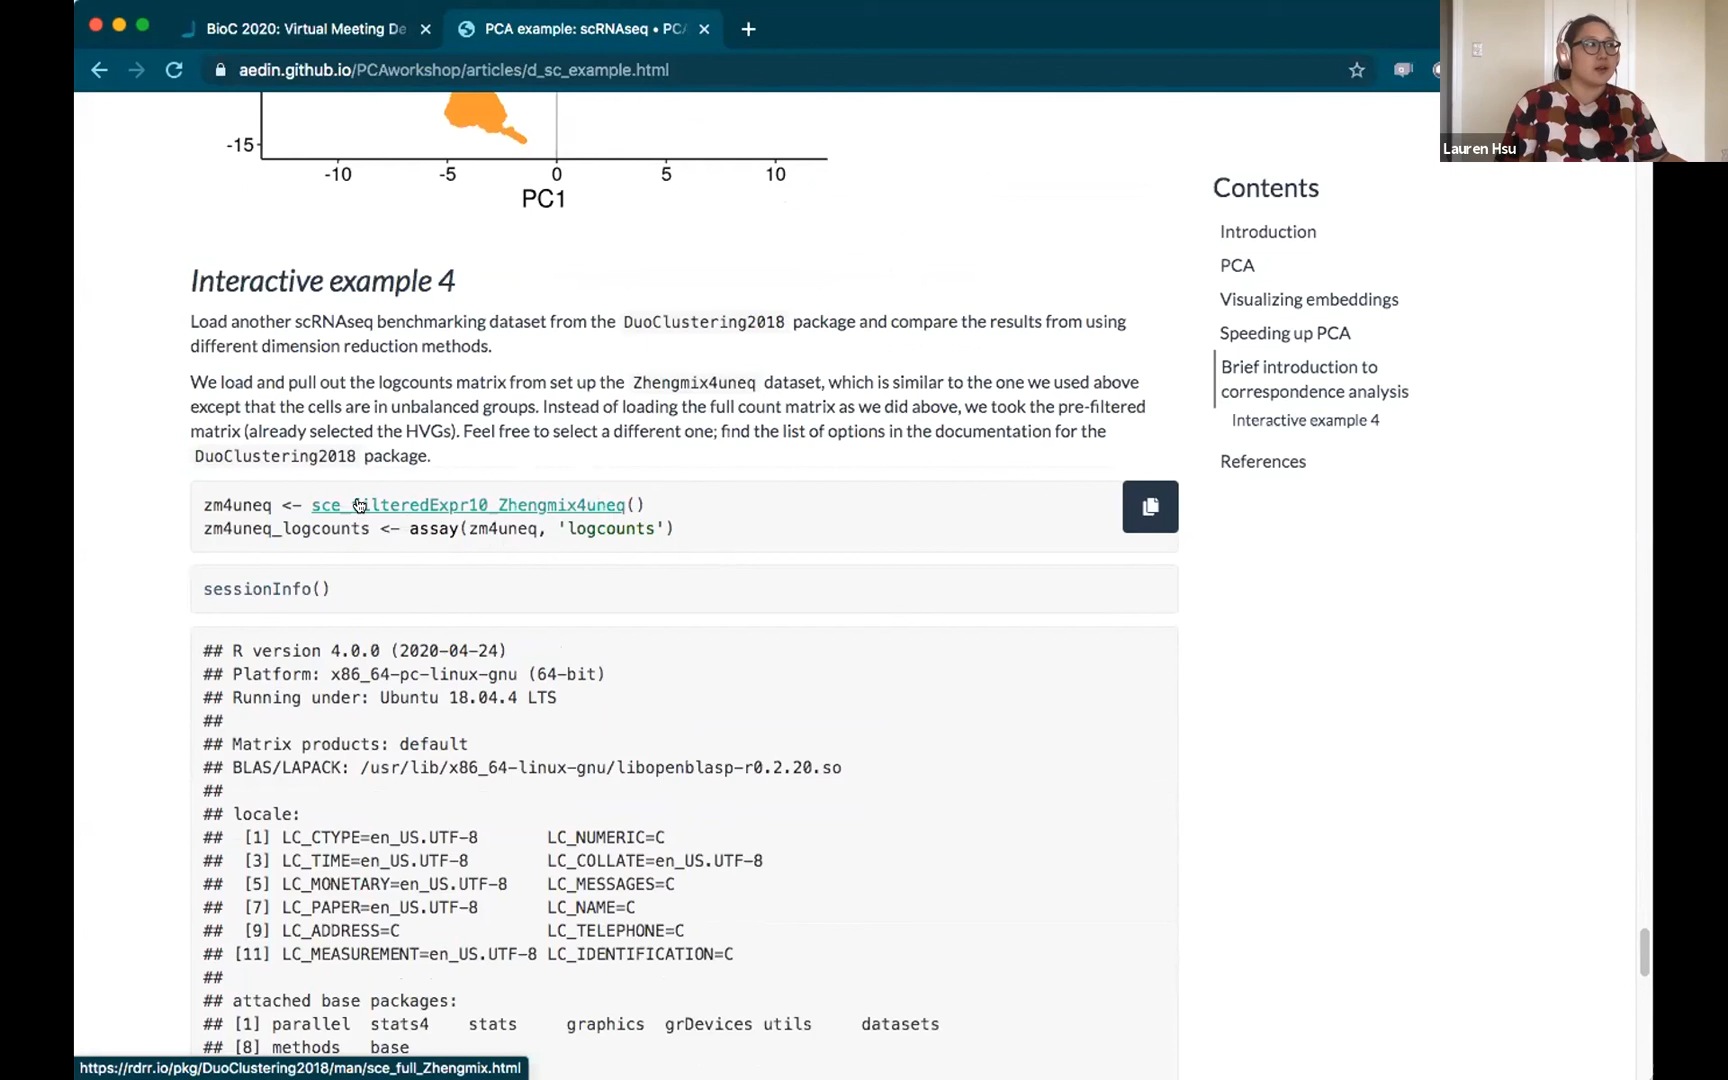 BioC 2020: Virtual Meeting De
PCA example: scRNAseq • PCA
aedin.github.io/PCAworkshop/articles/d_sc_example.html
Lauren Hsu
-15
-10 -5 0 5 10
PC1
Contents
Introduction
PCA
Visualizing embeddings
Speeding up PCA
Brief introduction to
correspondence analysis
Interactive example 4
References
Interactive example 4
Load another scRNAseq benchmarking dataset from the DuoClustering2018 package and compare the results from using
different dimension reduction methods.
We load and pull out the logcounts matrix from set up the Zhengmix4uneq dataset, which is similar to the one we used above
except that the cells are in unbalanced groups. Instead of loading the full count matrix as we did above, we took the pre-filtered
matrix (already selected the HVGs). Feel free to select a different one; find the list of options in the documentation for the
DuoClustering2018 package.
zm4uneq <- sce_filteredExpr10_Zhengmix4uneq()
zm4uneq_logcounts <- assay(zm4uneq, 'logcounts')
sessionInfo()
## R version 4.0.0 (2020-04-24)
## Platform: x86_64-pc-linux-gnu (64-bit)
## Running under: Ubuntu 18.04.4 LTS
##
## Matrix products: default
## BLAS/LAPACK: /usr/lib/x86_64-linux-gnu/libopenblasp-r0.2.20.so
##
## locale:
## [1] LC_CTYPE=en_US.UTF-8 LC_NUMERIC=C
## [3] LC_TIME=en_US.UTF-8 LC_COLLATE=en_US.UTF-8
## [5] LC_MONETARY=en_US.UTF-8 LC_MESSAGES=C
## [7] LC_PAPER=en_US.UTF-8 LC_NAME=C
## [9] LC_ADDRESS=C LC_TELEPHONE=C
## [11] LC_MEASUREMENT=en_US.UTF-8 LC_IDENTIFICATION=C
##
## attached base packages:
## [1] parallel stats4 stats graphics grDevices utils datasets
## [8] methods base
https://rdrr.io/pkg/DuoClustering2018/man/sce_full_Zhengmix.html